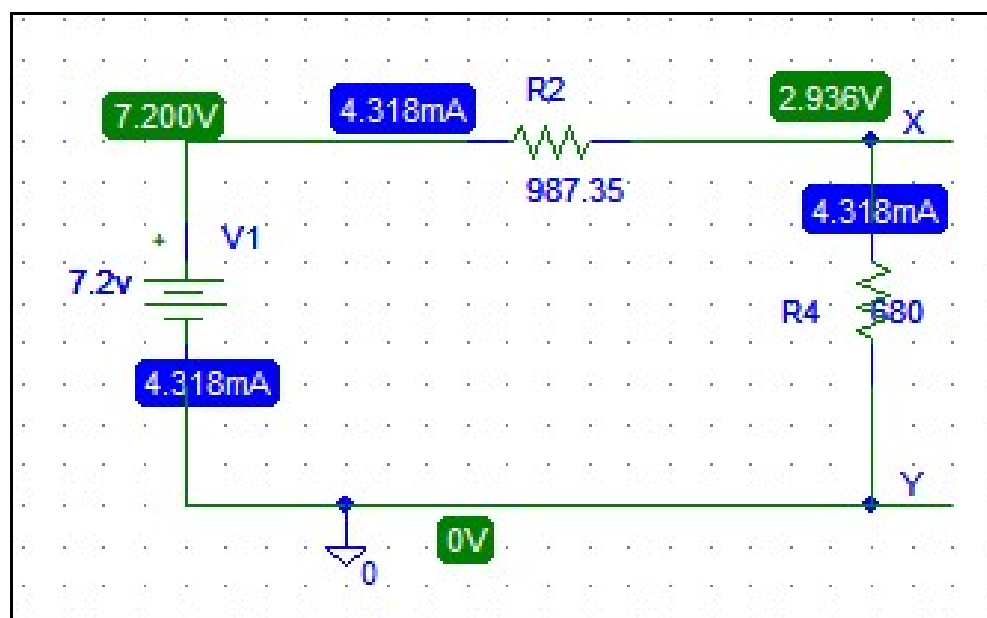 R2
7.200V
4.318mA
2.936V
X
987.35
4.318mA
+
V1
7.2v
R4
680
4.318mA
Y
0V
0